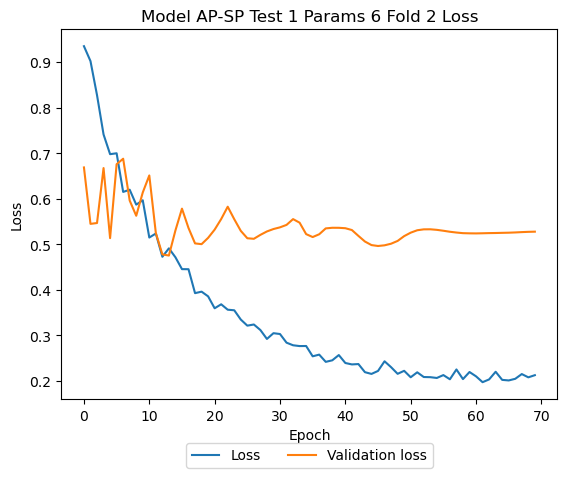 Model AP-SP Test 1 Params 6 Fold 2 Loss
Loss
0.9
0.8
0.7
0.6
0.5
0.4
0.3
0.2
0 10 20 30 40 50 60 70
Epoch
Loss Validation loss